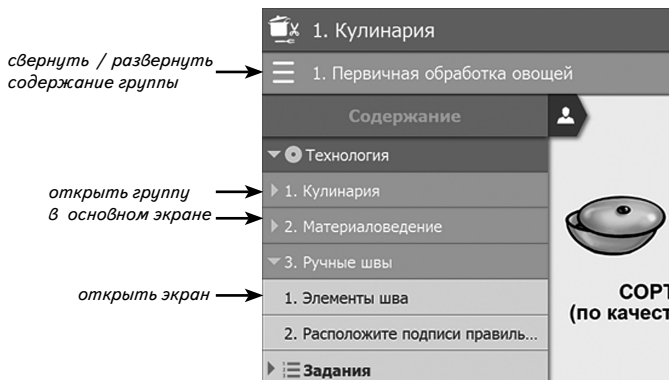 1. Кулинария
свернуть / развернуть
содержание группы
1. Первичная обработка овощей
Содержание
Технология
открыть группу
в основном экране
1. Кулинария
2. Материаловедение
3. Ручные швы
открыть экран
1. Элементы шва
2. Расположите подписи правиль...
Задания
СОРТ
(по качест